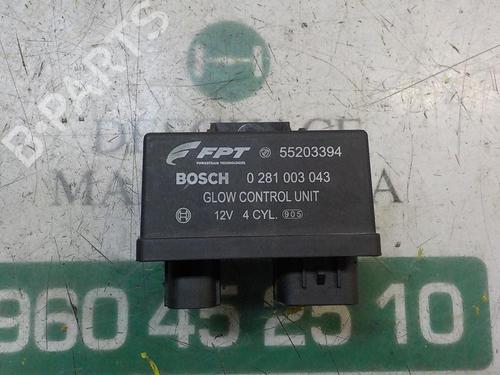 B-PARTS
FPT 55203394
POWERTRAIN TECHNOLOGIES
BOSCH 0 281 003 043
GLOW CONTROL UNIT
12V 4 CYL. 905
960 45 25 10